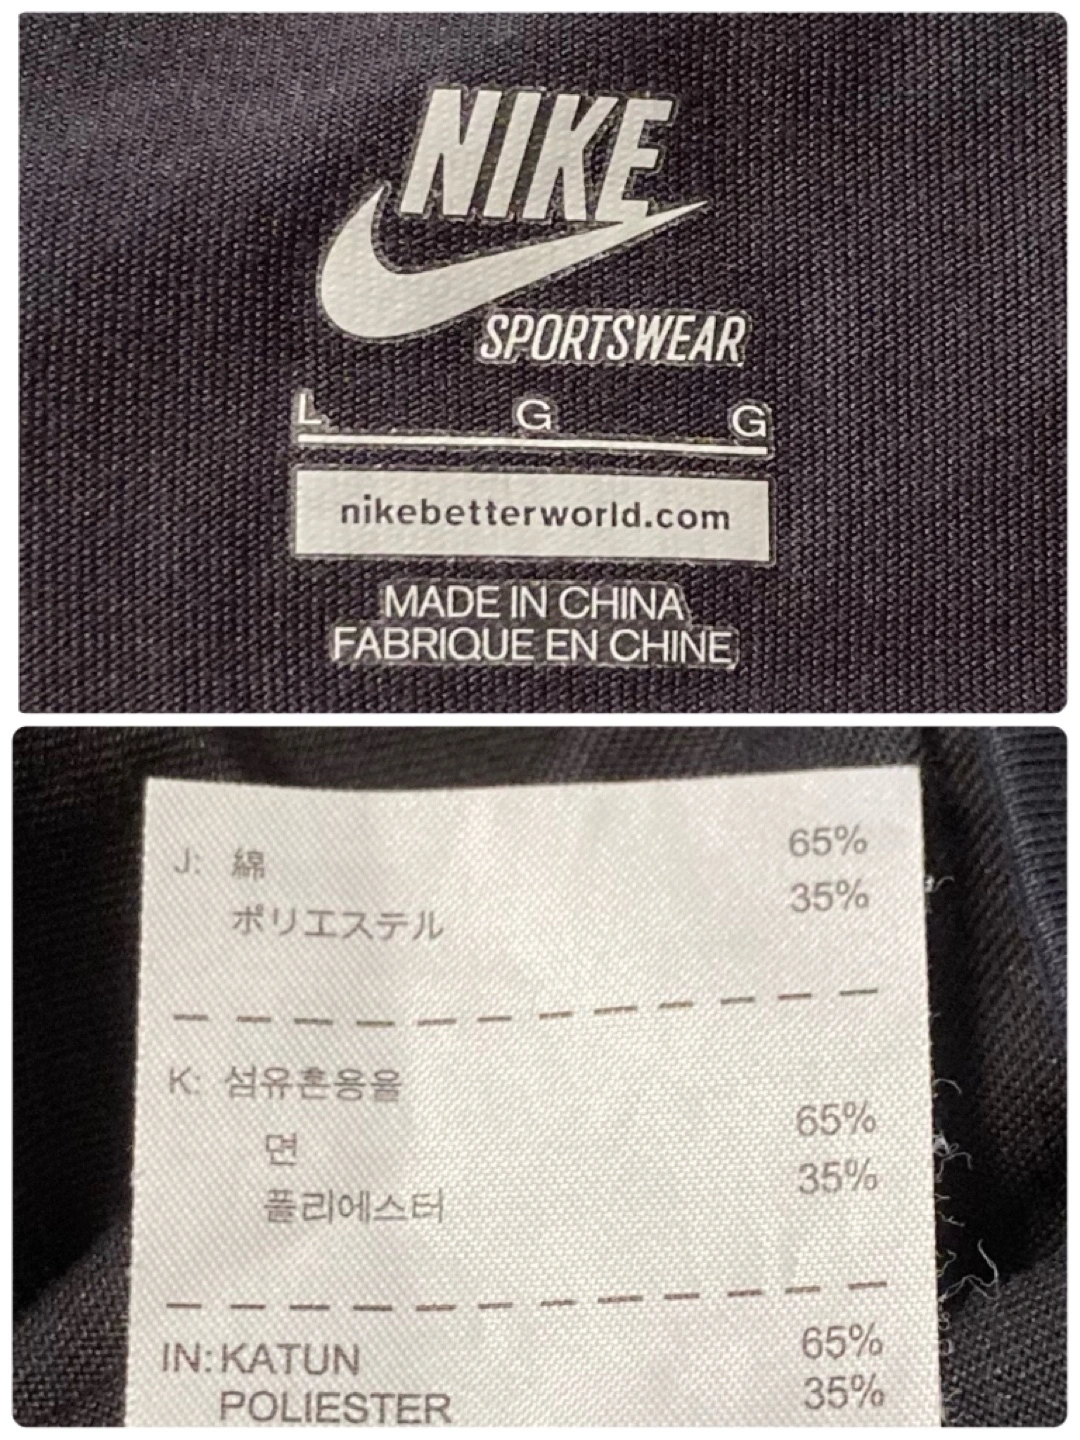 NIKE
SPORTSWEAR
L G G
nikebetterworld.com
MADE IN CHINA
FABRIQUE EN CHINE
J: 綿 65%
ポリエステル 35%
K: 섬유혼용율
면 65%
폴리에스터 35%
IN: KATUN 65%
POLIESTER 35%